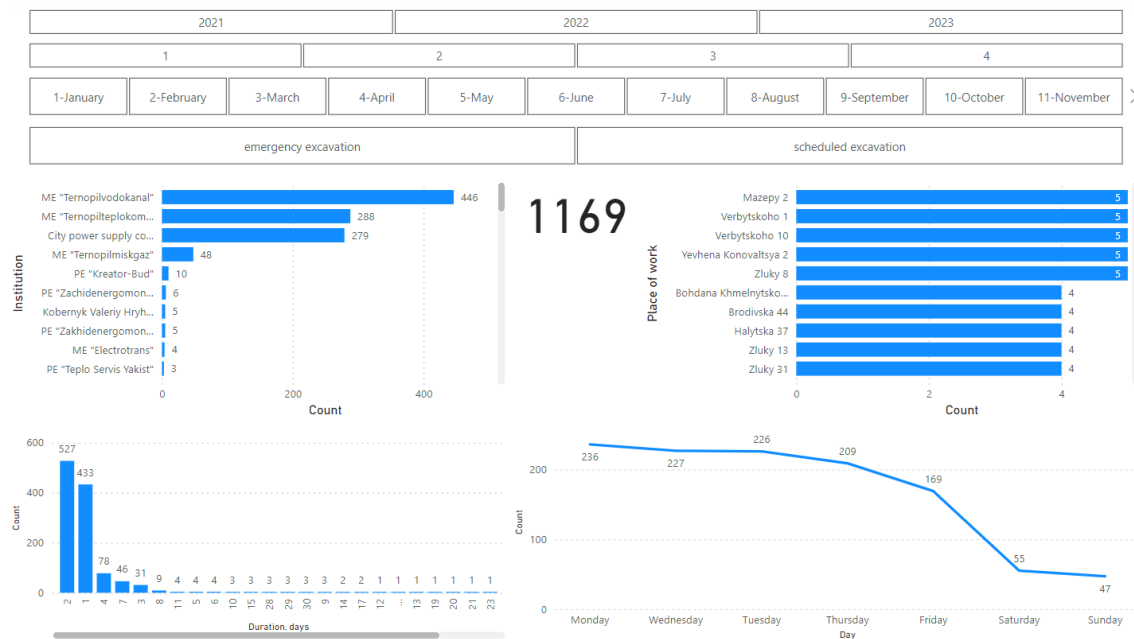 2021 2022 2023
1 2 3 4
1-January 2-February 3-March 4-April 5-May 6-June 7-July 8-August 9-September 10-October 11-November
emergency excavation scheduled excavation
Institution
ME "Ternopilvodokanal" 446
ME "Ternopilteplokom... 288
City power supply co... 279
ME "Ternopilmiskgaz" 48
PE "Kreator-Bud" 10
PE "Zachidenergomon... 6
Kobernyk Valeriy Hryh... 5
PE "Zakhidenergomon... 5
ME "Electrotrans" 4
PE "Teplo Servis Yakist" 3
0 200 400
Count
1169
Place of work
Mazepy 2 5
Verbytskoho 1 5
Verbytskoho 10 5
Yevhena Konovaltsya 2 5
Zluky 8 5
Bohdana Khmelnytsko... 4
Brodivska 44 4
Halytska 37 4
Zluky 13 4
Zluky 31 4
0 2 4
Count
Count
600
400
200
0
527 433 78 46 31 9 4 4 4 3 3 3 3 3 3 2 2 1 1 1 1 1 1 1
2 1 4 7 3 8 11 5 6 10 15 28 29 30 9 14 17 12 ... 13 19 20 21 23
Duration, days
Count
200
100
0
236 227 226 209 169 55 47
Monday Wednesday Tuesday Thursday Friday Saturday Sunday
Day